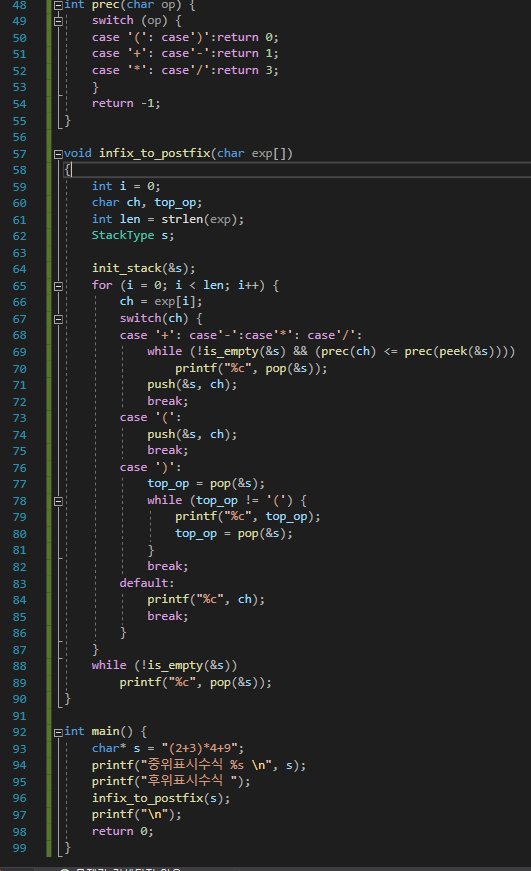 48 int prec(char op) {
49 switch (op) {
50 case '(': case')':return 0;
51 case '+': case'-':return 1;
52 case '*': case'/':return 3;
53 }
54 return -1;
55 }
56
57 void infix_to_postfix(char exp[])
58 {
59 int i = 0;
60 char ch, top_op;
61 int len = strlen(exp);
62 StackType s;
63
64 init_stack(&s);
65 for (i = 0; i < len; i++) {
66 ch = exp[i];
67 switch(ch) {
68 case '+': case'-':case'*': case'/':
69 while (!is_empty(&s) && (prec(ch) <= prec(peek(&s))))
70 printf("%c", pop(&s));
71 push(&s, ch);
72 break;
73 case '(':
74 push(&s, ch);
75 break;
76 case ')':
77 top_op = pop(&s);
78 while (top_op != '(') {
79 printf("%c", top_op);
80 top_op = pop(&s);
81 }
82 break;
83 default:
84 printf("%c", ch);
85 break;
86 }
87 }
88 while (!is_empty(&s))
89 printf("%c", pop(&s));
90 }
91
92 int main() {
93 char* s = "(2+3)*4+9";
94 printf("중위표시수식 %s \n", s);
95 printf("후위표시수식 ");
96 infix_to_postfix(s);
97 printf("\n");
98 return 0;
99 }